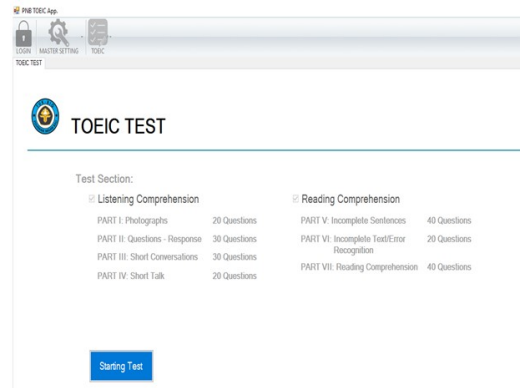 PNB TOEIC App.
LOGIN MASTER SETTING TOEIC
TOEIC TEST
TOEIC TEST
Test Section:
Listening Comprehension
PART I: Photographs 20 Questions
PART II: Questions - Response 30 Questions
PART III: Short Conversations 30 Questions
PART IV: Short Talk 20 Questions
Reading Comprehension
PART V: Incomplete Sentences 40 Questions
PART VI: Incomplete Text/Error 20 Questions
Recognition
PART VII: Reading Comprehension 40 Questions
Starting Test